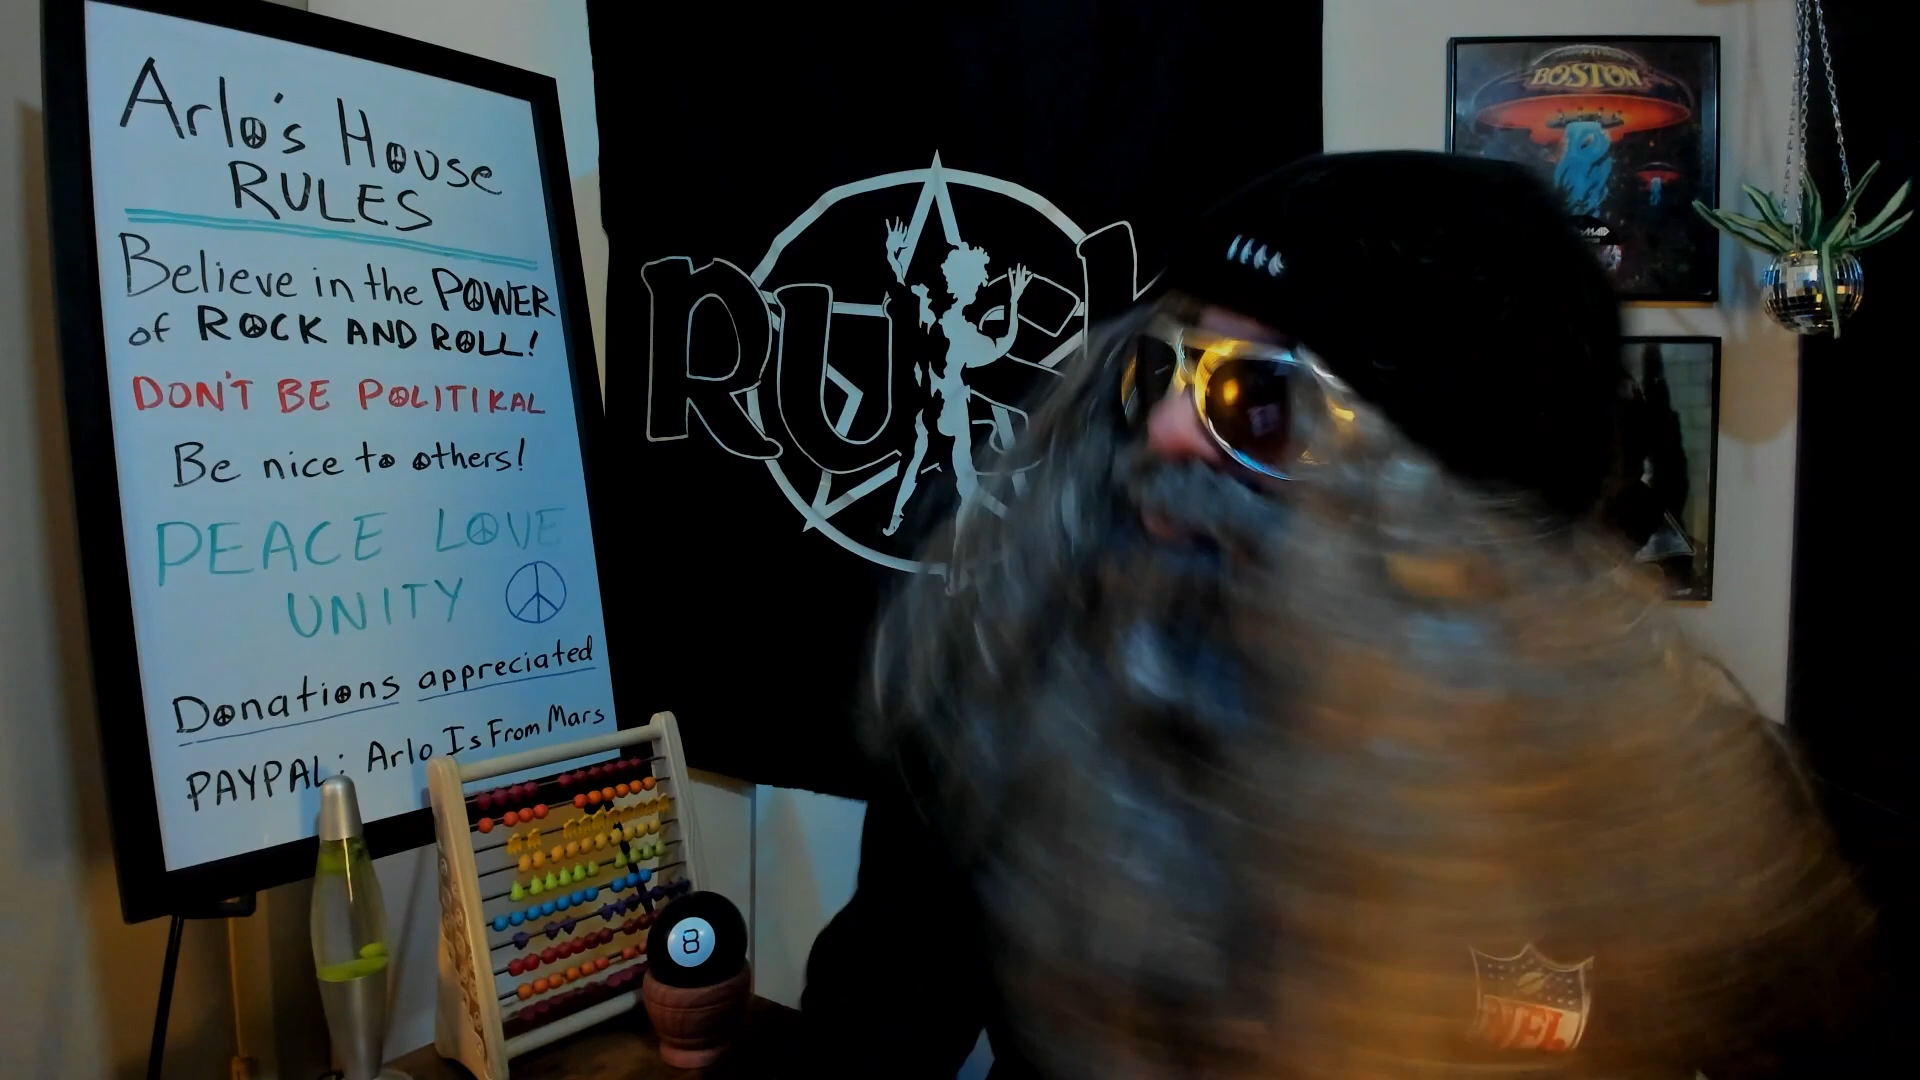 Arlo's House
RULES
Believe in the POWER
of ROCK AND ROLL!
DON'T BE POLITIKAL
Be nice to others!
PEACE LOVE
UNITY
Donations appreciated
PAYPAL: Arlo Is From Mars
RUSH
BOSTON
8
NFL